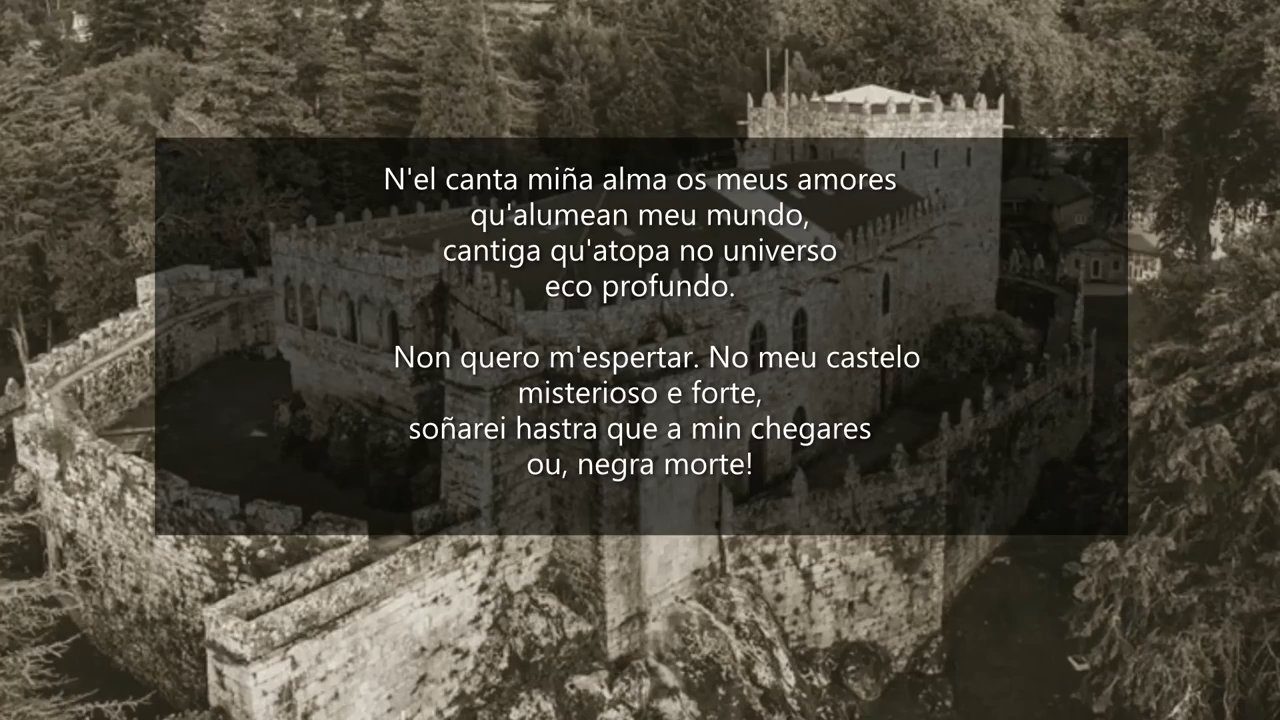 N'el canta miña alma os meus amores
qu'alumean meu mundo,
cantiga qu'atopa no universo
eco profundo.
Non quero m'espertar. No meu castelo
misterioso e forte,
soñarei hastra que a min chegares
ou, negra morte!